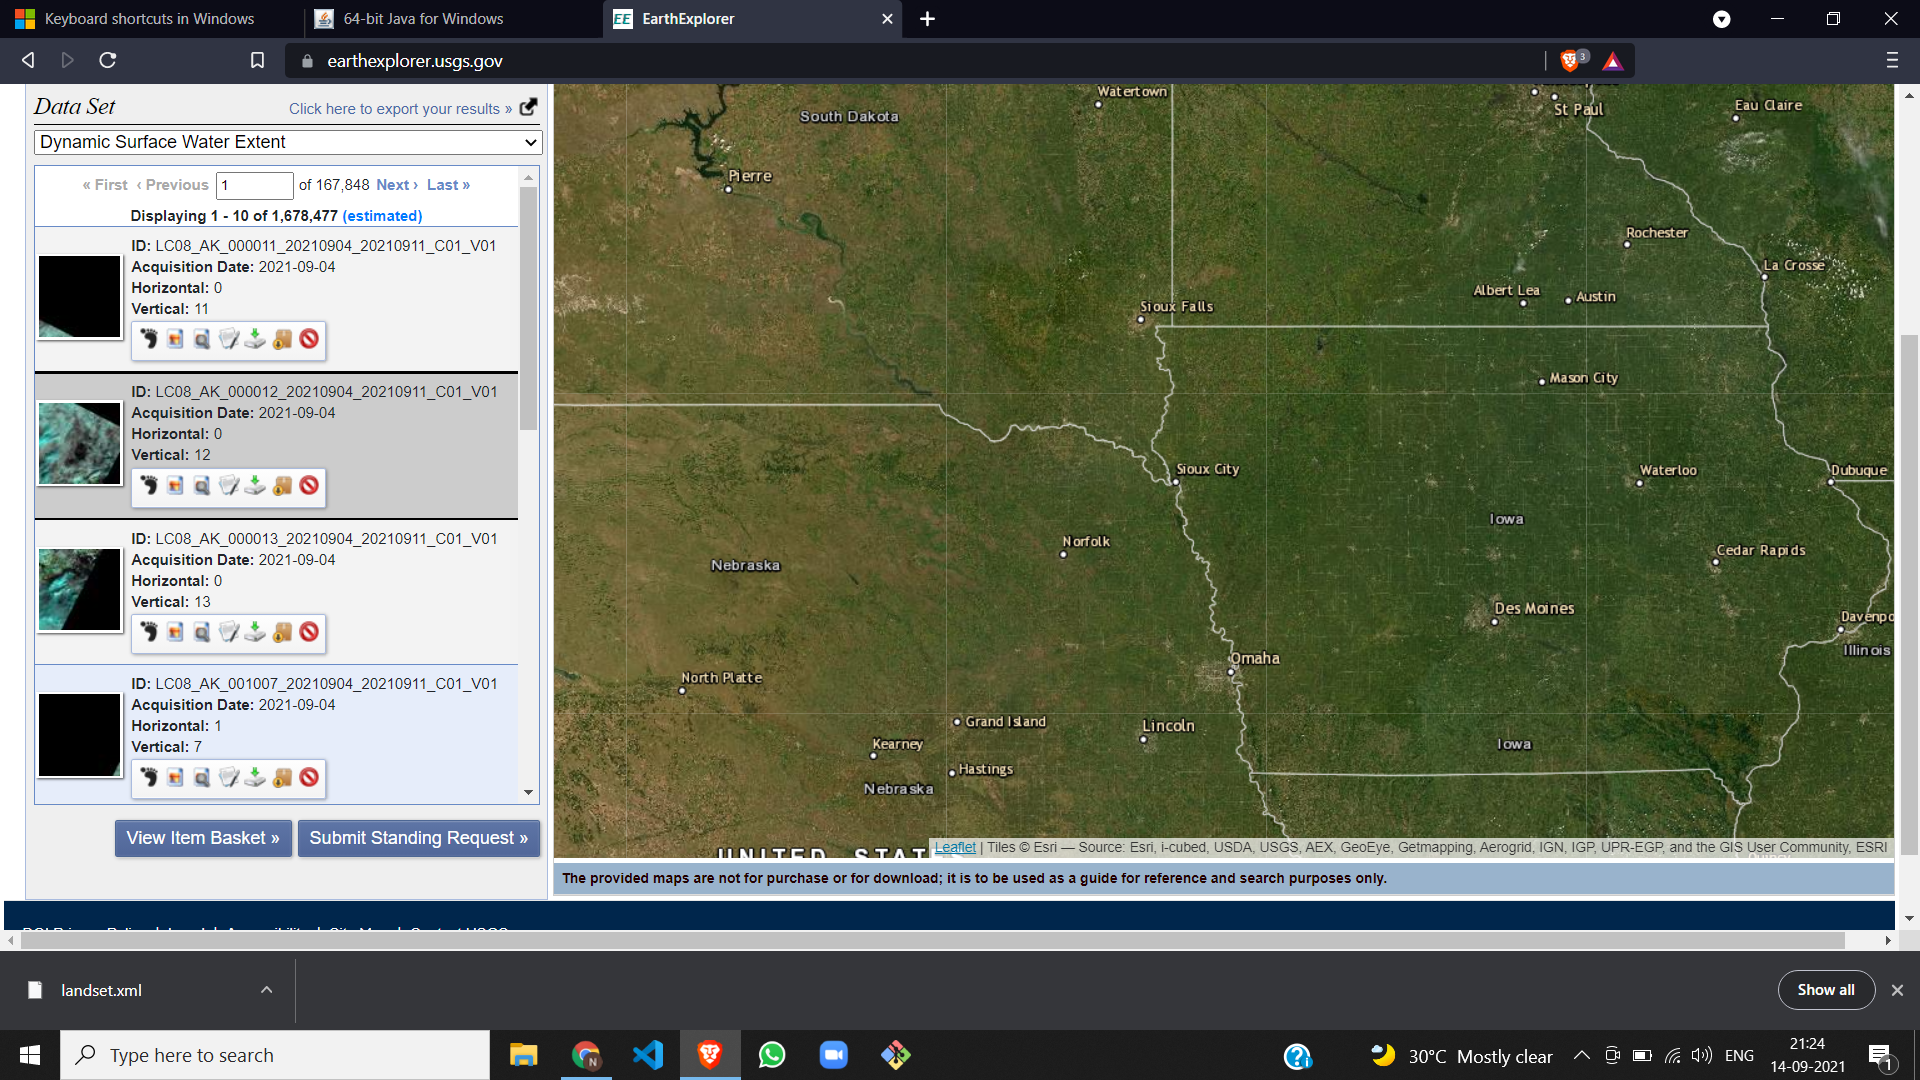 Keyboard shortcuts in Windows
64-bit Java for Windows
EE EarthExplorer
earthexplorer.usgs.gov
3
Data Set
Click here to export your results »
Dynamic Surface Water Extent
« First ‹ Previous 1 of 167,848 Next › Last »
Displaying 1 - 10 of 1,678,477 (estimated)
ID: LC08_AK_000011_20210904_20210911_C01_V01
Acquisition Date: 2021-09-04
Horizontal: 0
Vertical: 11
ID: LC08_AK_000012_20210904_20210911_C01_V01
Acquisition Date: 2021-09-04
Horizontal: 0
Vertical: 12
ID: LC08_AK_000013_20210904_20210911_C01_V01
Acquisition Date: 2021-09-04
Horizontal: 0
Vertical: 13
ID: LC08_AK_001007_20210904_20210911_C01_V01
Acquisition Date: 2021-09-04
Horizontal: 1
Vertical: 7
View Item Basket »
Submit Standing Request »
Watertown
South Dakota
St Paul
Eau Claire
Pierre
Rochester
La Crosse
Albert Lea
Austin
Sioux Falls
Mason City
Sioux City
Waterloo
Dubuque
Iowa
Norfolk
Cedar Rapids
Nebraska
Des Moines
Davenpo
Illinois
Omaha
North Platte
Grand Island
Lincoln
Kearney
Iowa
Hastings
Nebraska
UNITED STATES
Leaflet | Tiles © Esri — Source: Esri, i-cubed, USDA, USGS, AEX, GeoEye, Getmapping, Aerogrid, IGN, IGP, UPR-EGP, and the GIS User Community, ESRI
The provided maps are not for purchase or for download; it is to be used as a guide for reference and search purposes only.
landset.xml
Show all
Type here to search
N
30°C Mostly clear
ENG
21:24
14-09-2021
1